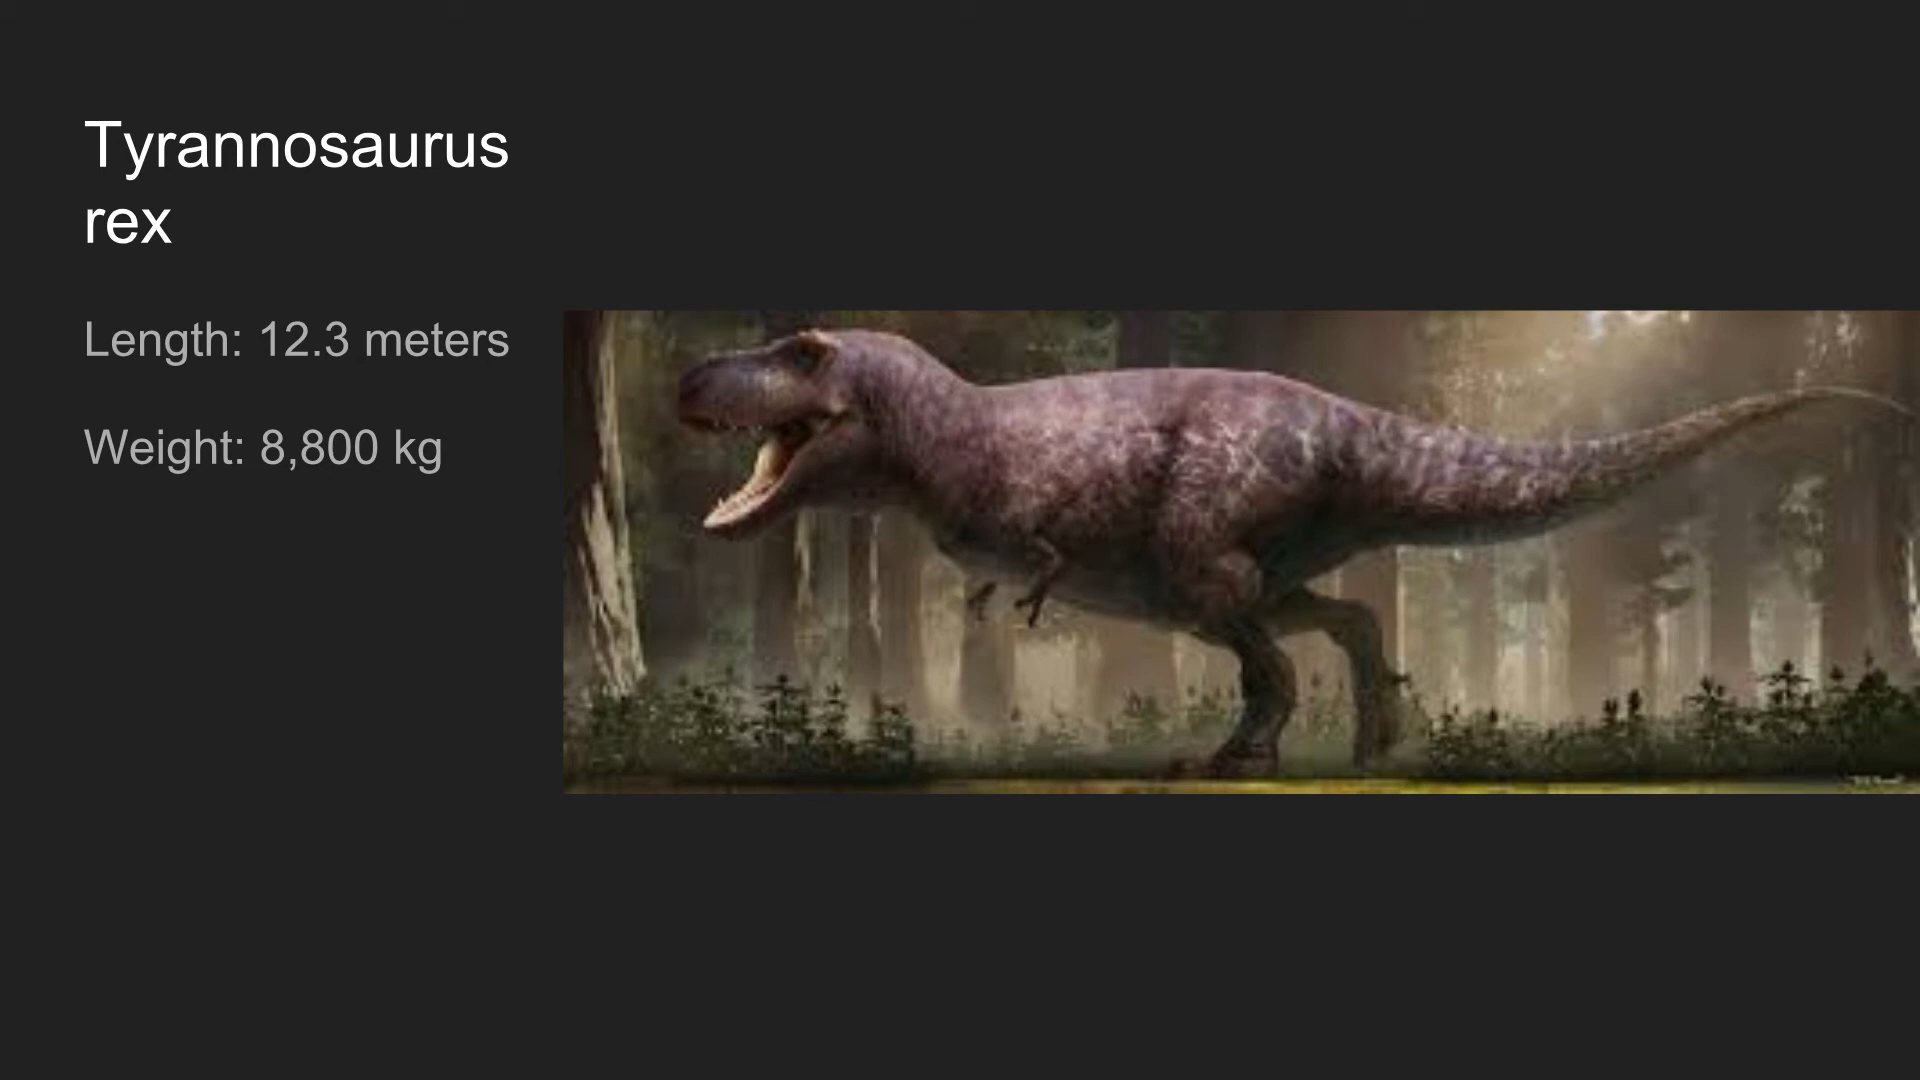 Tyrannosaurus
rex
Length: 12.3 meters
Weight: 8,800 kg